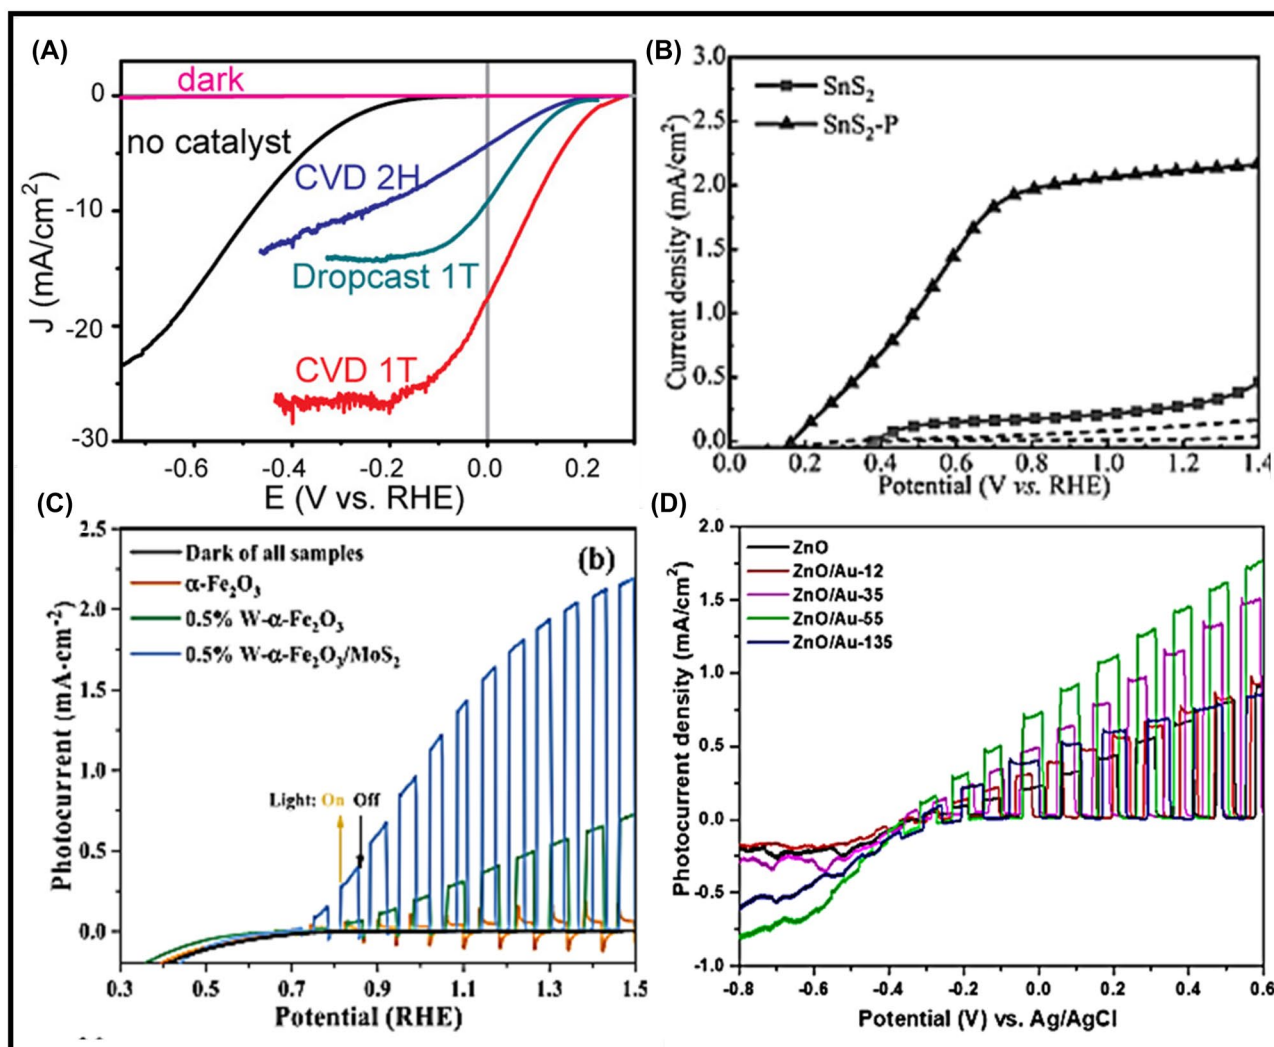 (A)
dark
no catalyst
CVD 2H
Dropcast 1T
CVD 1T
J (mA/cm²)
0
-10
-20
-30
-0.6 -0.4 -0.2 0.0 0.2
E (V vs. RHE)
(B)
SnS₂
SnS₂-P
Current density (mA/cm²)
3.0
2.5
2.0
1.5
1.0
0.5
0.0
0.0 0.2 0.4 0.6 0.8 1.0 1.2 1.4
Potential (V vs. RHE)
(C)
(b)
Dark of all samples
α-Fe₂O₃
0.5% W-α-Fe₂O₃
0.5% W-α-Fe₂O₃/MoS₂
Light: On Off
Photocurrent (mA·cm⁻²)
2.5
2.0
1.5
1.0
0.5
0.0
0.3 0.5 0.7 0.9 1.1 1.3 1.5
Potential (RHE)
(D)
ZnO
ZnO/Au-12
ZnO/Au-35
ZnO/Au-55
ZnO/Au-135
Photocurrent density (mA/cm²)
2.0
1.5
1.0
0.5
0.0
-0.5
-1.0
-0.8 -0.6 -0.4 -0.2 0.0 0.2 0.4 0.6
Potential (V) vs. Ag/AgCl